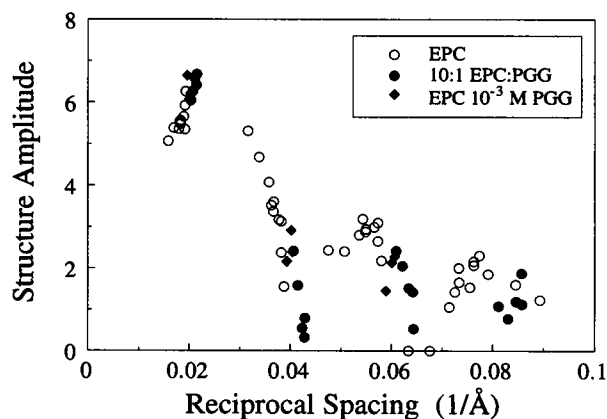 8
6
4
2
0
Structure Amplitude
EPC
10:1 EPC:PGG
EPC 10⁻³ M PGG
0
0.02
0.04
0.06
0.08
0.1
Reciprocal Spacing (1/Å)